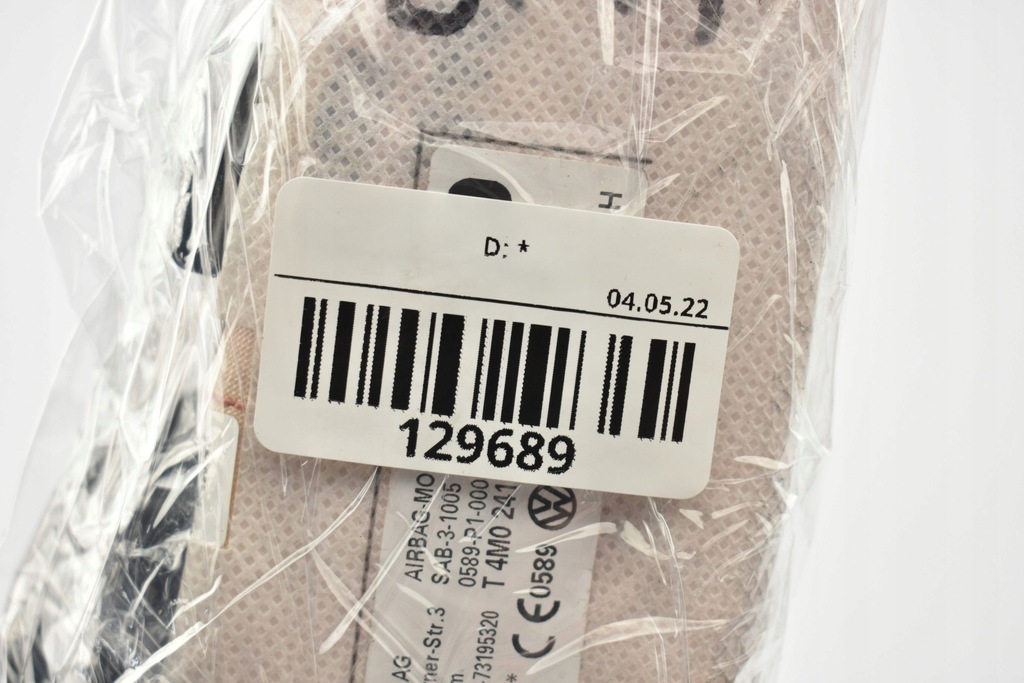 D: *
04.05.22
129689
H
AIRBAG-MO
SAB-3-1005
0589-P1-000
T 4M0 241
CE0589
AG
ner-Str.3
m
-73195320
*